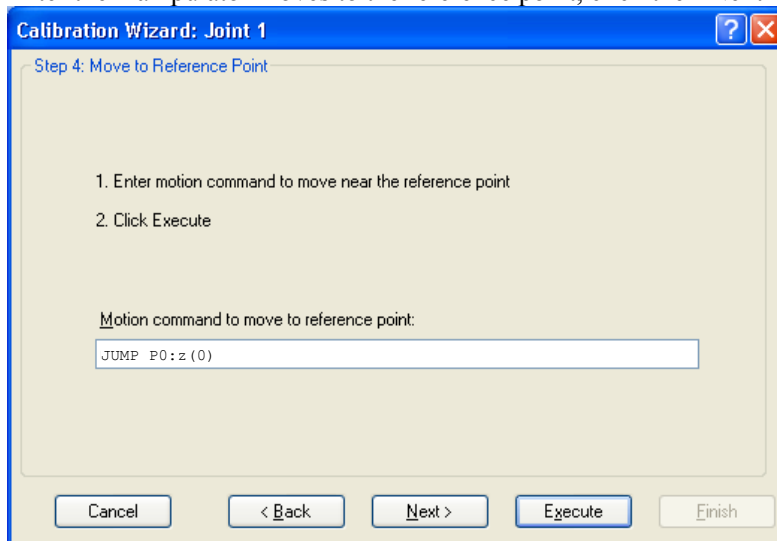 Calibration Wizard: Joint 1
Step 4: Move to Reference Point
1. Enter motion command to move near the reference point
2. Click Execute
Motion command to move to reference point:
JUMP P0:z(0)
Cancel < Back Next > Execute Finish